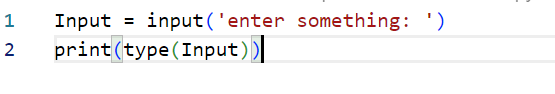 1 Input = input('enter something: ')
2 print(type(Input))